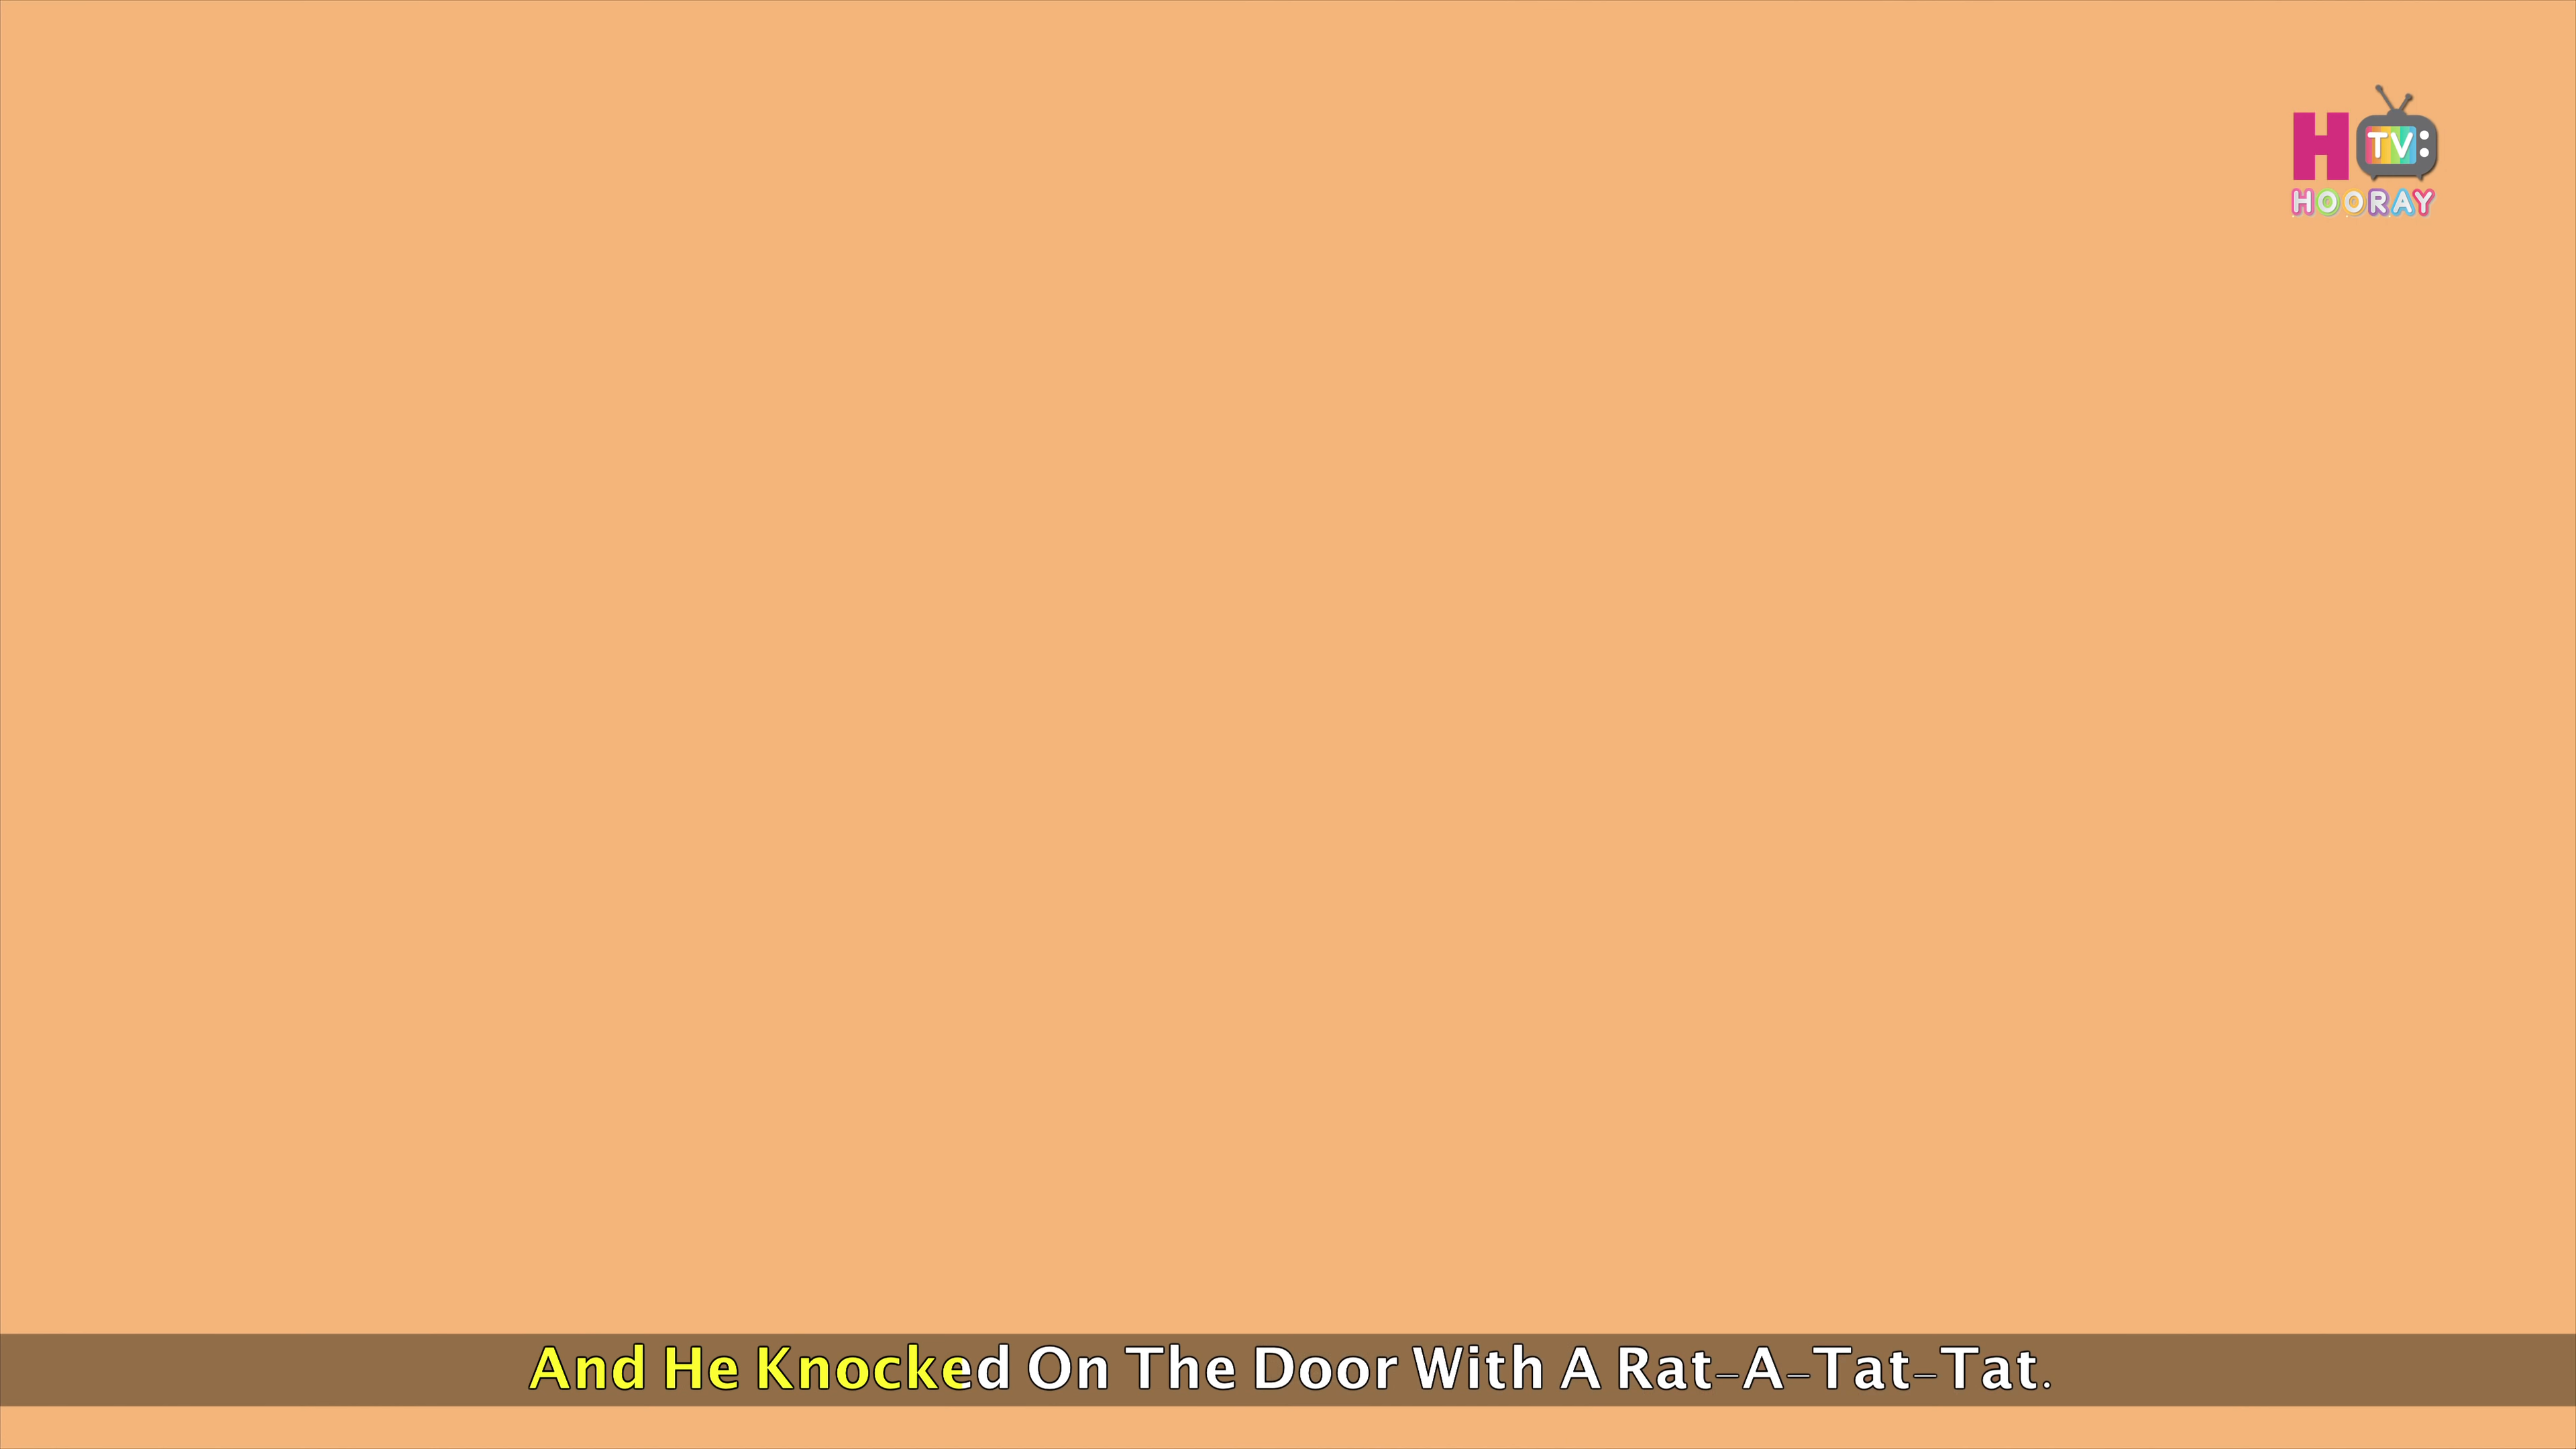 H TV:
HOORAY
And He Knocked On The Door With A Rat-A-Tat-Tat.